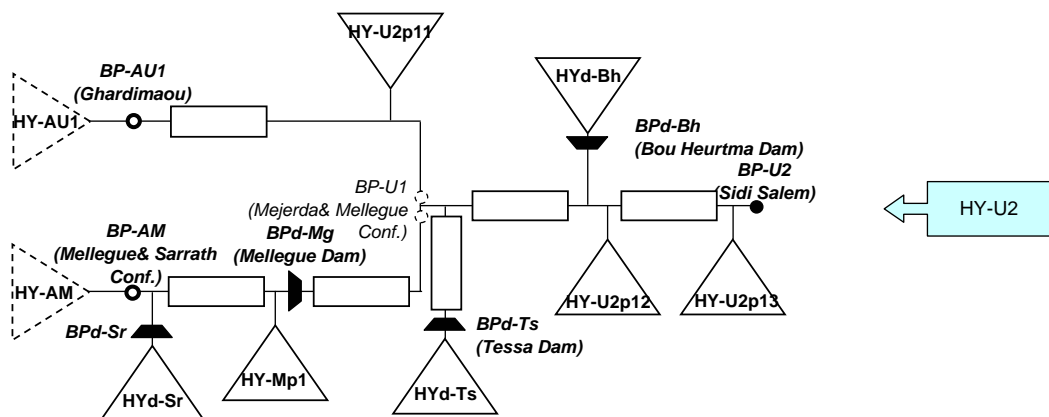 HY-U2p11
BP-AU1
(Ghardimaou)
HY-AU1
HYd-Bh
BPd-Bh
(Bou Heurtma Dam)
BP-U2
(Sidi Salem)
BP-U1
(Mejerda& Mellegue
Conf.)
HY-U2
BP-AM
(Mellegue& Sarrath
Conf.)
BPd-Mg
(Mellegue Dam)
HY-AM
HY-U2p12
HY-U2p13
BPd-Sr
BPd-Ts
(Tessa Dam)
HYd-Sr
HY-Mp1
HYd-Ts